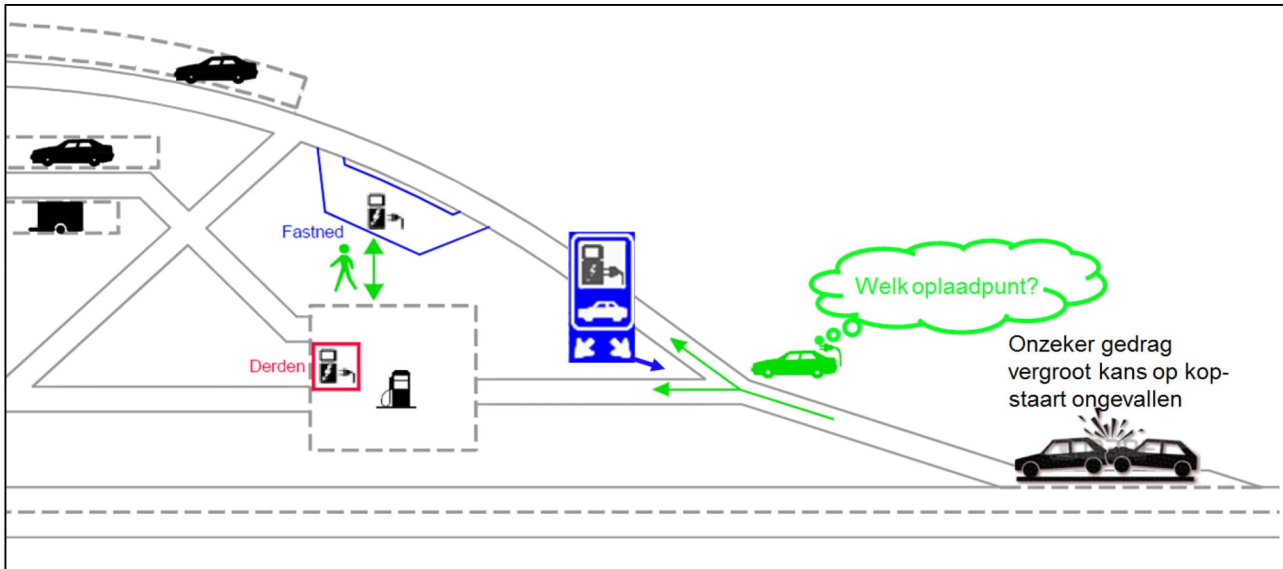 Fastned
Derden
Welk oplaadpunt?
Onzeker gedrag
vergroot kans op kop-
staart ongevallen